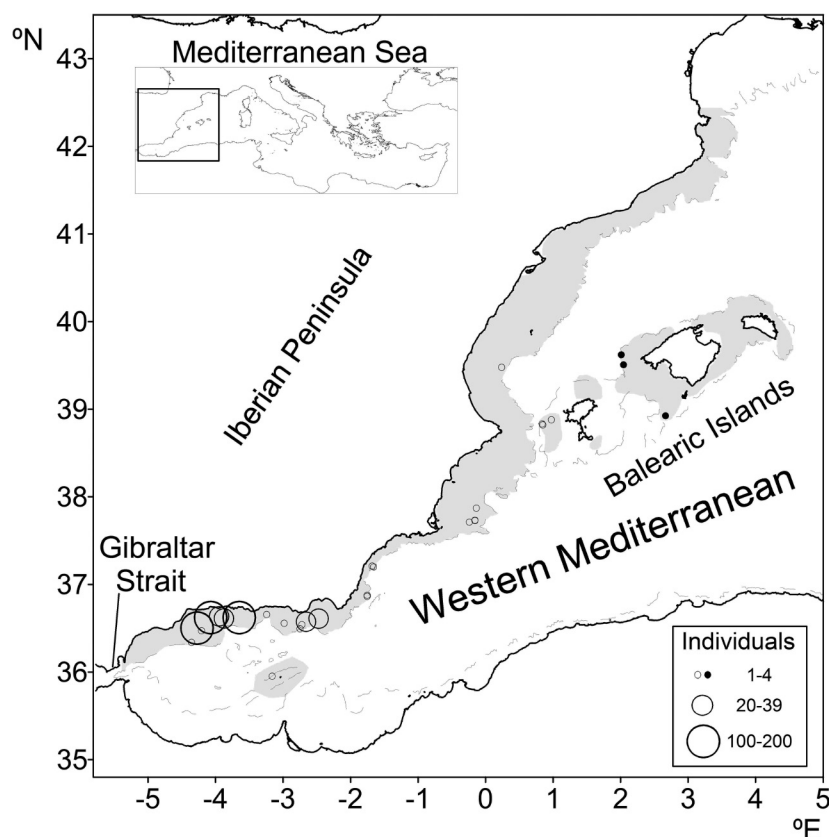 ºN
Mediterranean Sea
43
42
41
40
39
38
37
36
35
Iberian Peninsula
Balearic Islands
Western Mediterranean
Gibraltar
Strait
Individuals
1-4
20-39
100-200
-5 -4 -3 -2 -1 0 1 2 3 4 5
ºE